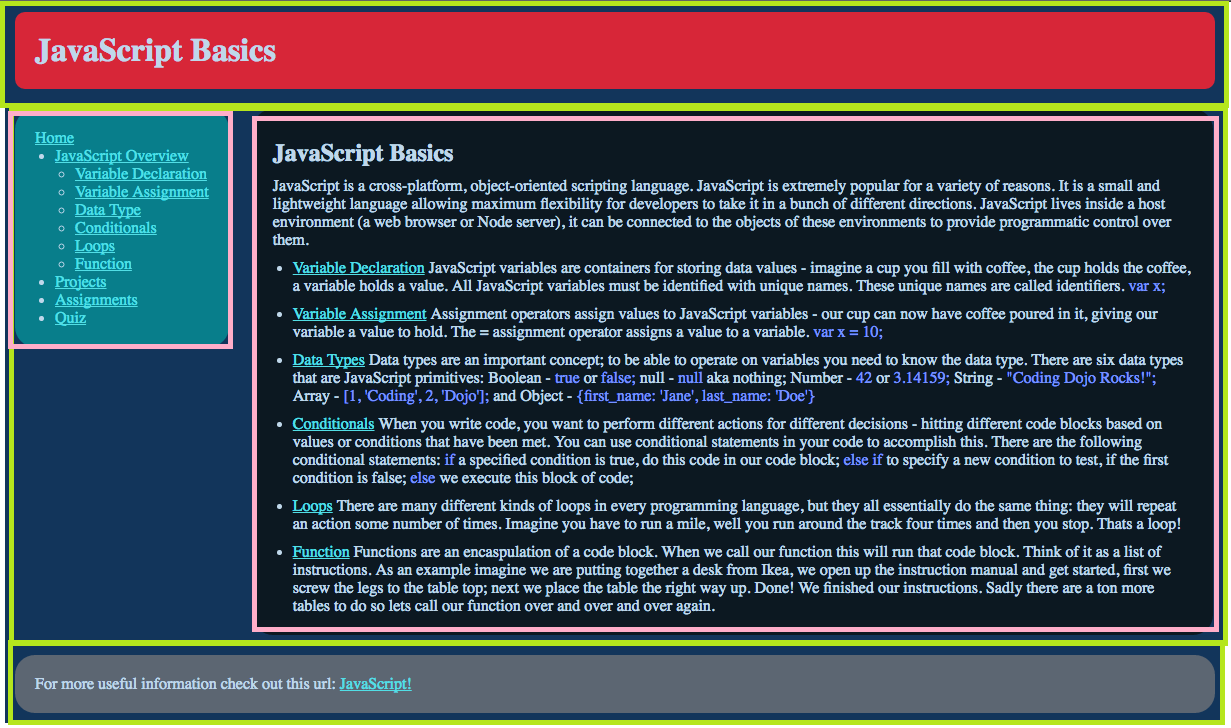 JavaScript Basics
Home
JavaScript Overview
Variable Declaration
Variable Assignment
Data Type
Conditionals
Loops
Function
Projects
Assignments
Quiz
JavaScript Basics
JavaScript is a cross-platform, object-oriented scripting language. JavaScript is extremely popular for a variety of reasons. It is a small and
lightweight language allowing maximum flexibility for developers to take it in a bunch of different directions. JavaScript lives inside a host
environment (a web browser or Node server), it can be connected to the objects of these environments to provide programmatic control over
them.
Variable Declaration JavaScript variables are containers for storing data values - imagine a cup you fill with coffee, the cup holds the coffee,
a variable holds a value. All JavaScript variables must be identified with unique names. These unique names are called identifiers. var x;
Variable Assignment Assignment operators assign values to JavaScript variables - our cup can now have coffee poured in it, giving our
variable a value to hold. The = assignment operator assigns a value to a variable. var x = 10;
Data Types Data types are an important concept; to be able to operate on variables you need to know the data type. There are six data types
that are JavaScript primitives: Boolean - true or false; null - null aka nothing; Number - 42 or 3.14159; String - "Coding Dojo Rocks!";
Array - [1, 'Coding', 2, 'Dojo']; and Object - {first_name: 'Jane', last_name: 'Doe'}
Conditionals When you write code, you want to perform different actions for different decisions - hitting different code blocks based on
values or conditions that have been met. You can use conditional statements in your code to accomplish this. There are the following
conditional statements: if a specified condition is true, do this code in our code block; else if to specify a new condition to test, if the first
condition is false; else we execute this block of code;
Loops There are many different kinds of loops in every programming language, but they all essentially do the same thing: they will repeat
an action some number of times. Imagine you have to run a mile, well you run around the track four times and then you stop. Thats a loop!
Function Functions are an encaspulation of a code block. When we call our function this will run that code block. Think of it as a list of
instructions. As an example imagine we are putting together a desk from Ikea, we open up the instruction manual and get started, first we
screw the legs to the table top; next we place the table the right way up. Done! We finished our instructions. Sadly there are a ton more
tables to do so lets call our function over and over and over again.
For more useful information check out this url: JavaScript!